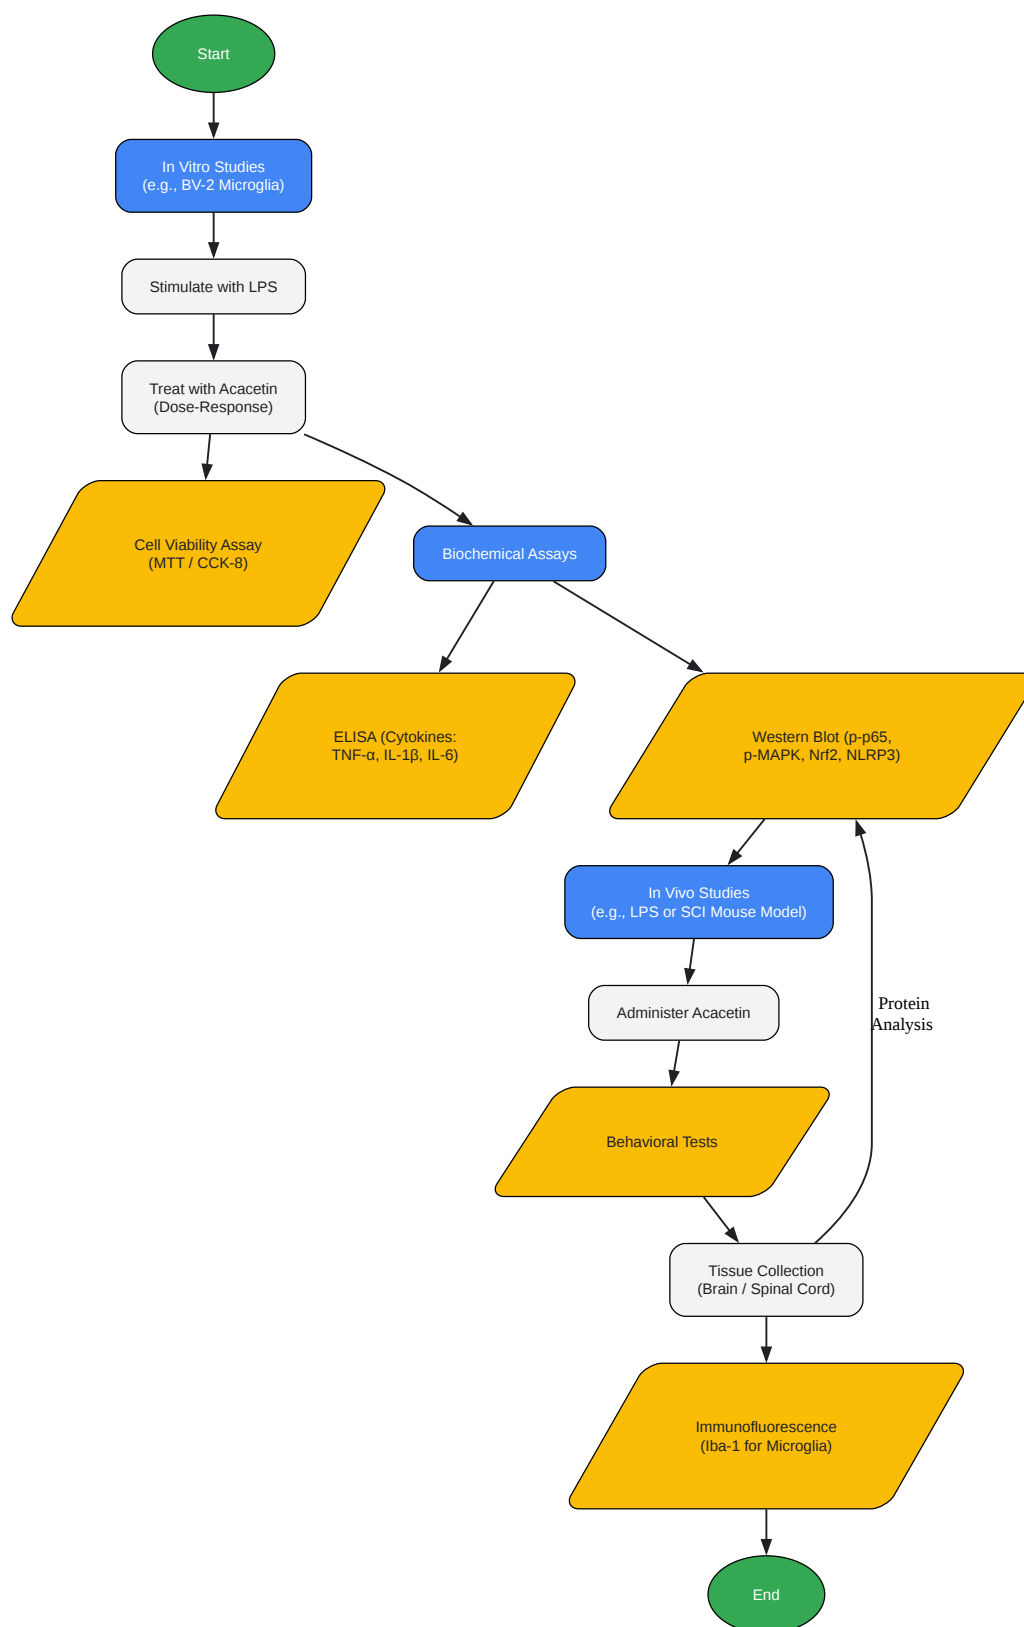 Start
In Vitro Studies
(e.g., BV-2 Microglia)
Stimulate with LPS
Treat with Acacetin
(Dose-Response)
Cell Viability Assay
(MTT / CCK-8)
Biochemical Assays
ELISA (Cytokines:
TNF-α, IL-1β, IL-6)
Western Blot (p-p65,
p-MAPK, Nrf2, NLRP3)
In Vivo Studies
(e.g., LPS or SCI Mouse Model)
Administer Acacetin
Protein
Analysis
Behavioral Tests
Tissue Collection
(Brain / Spinal Cord)
Immunofluorescence
(Iba-1 for Microglia)
End